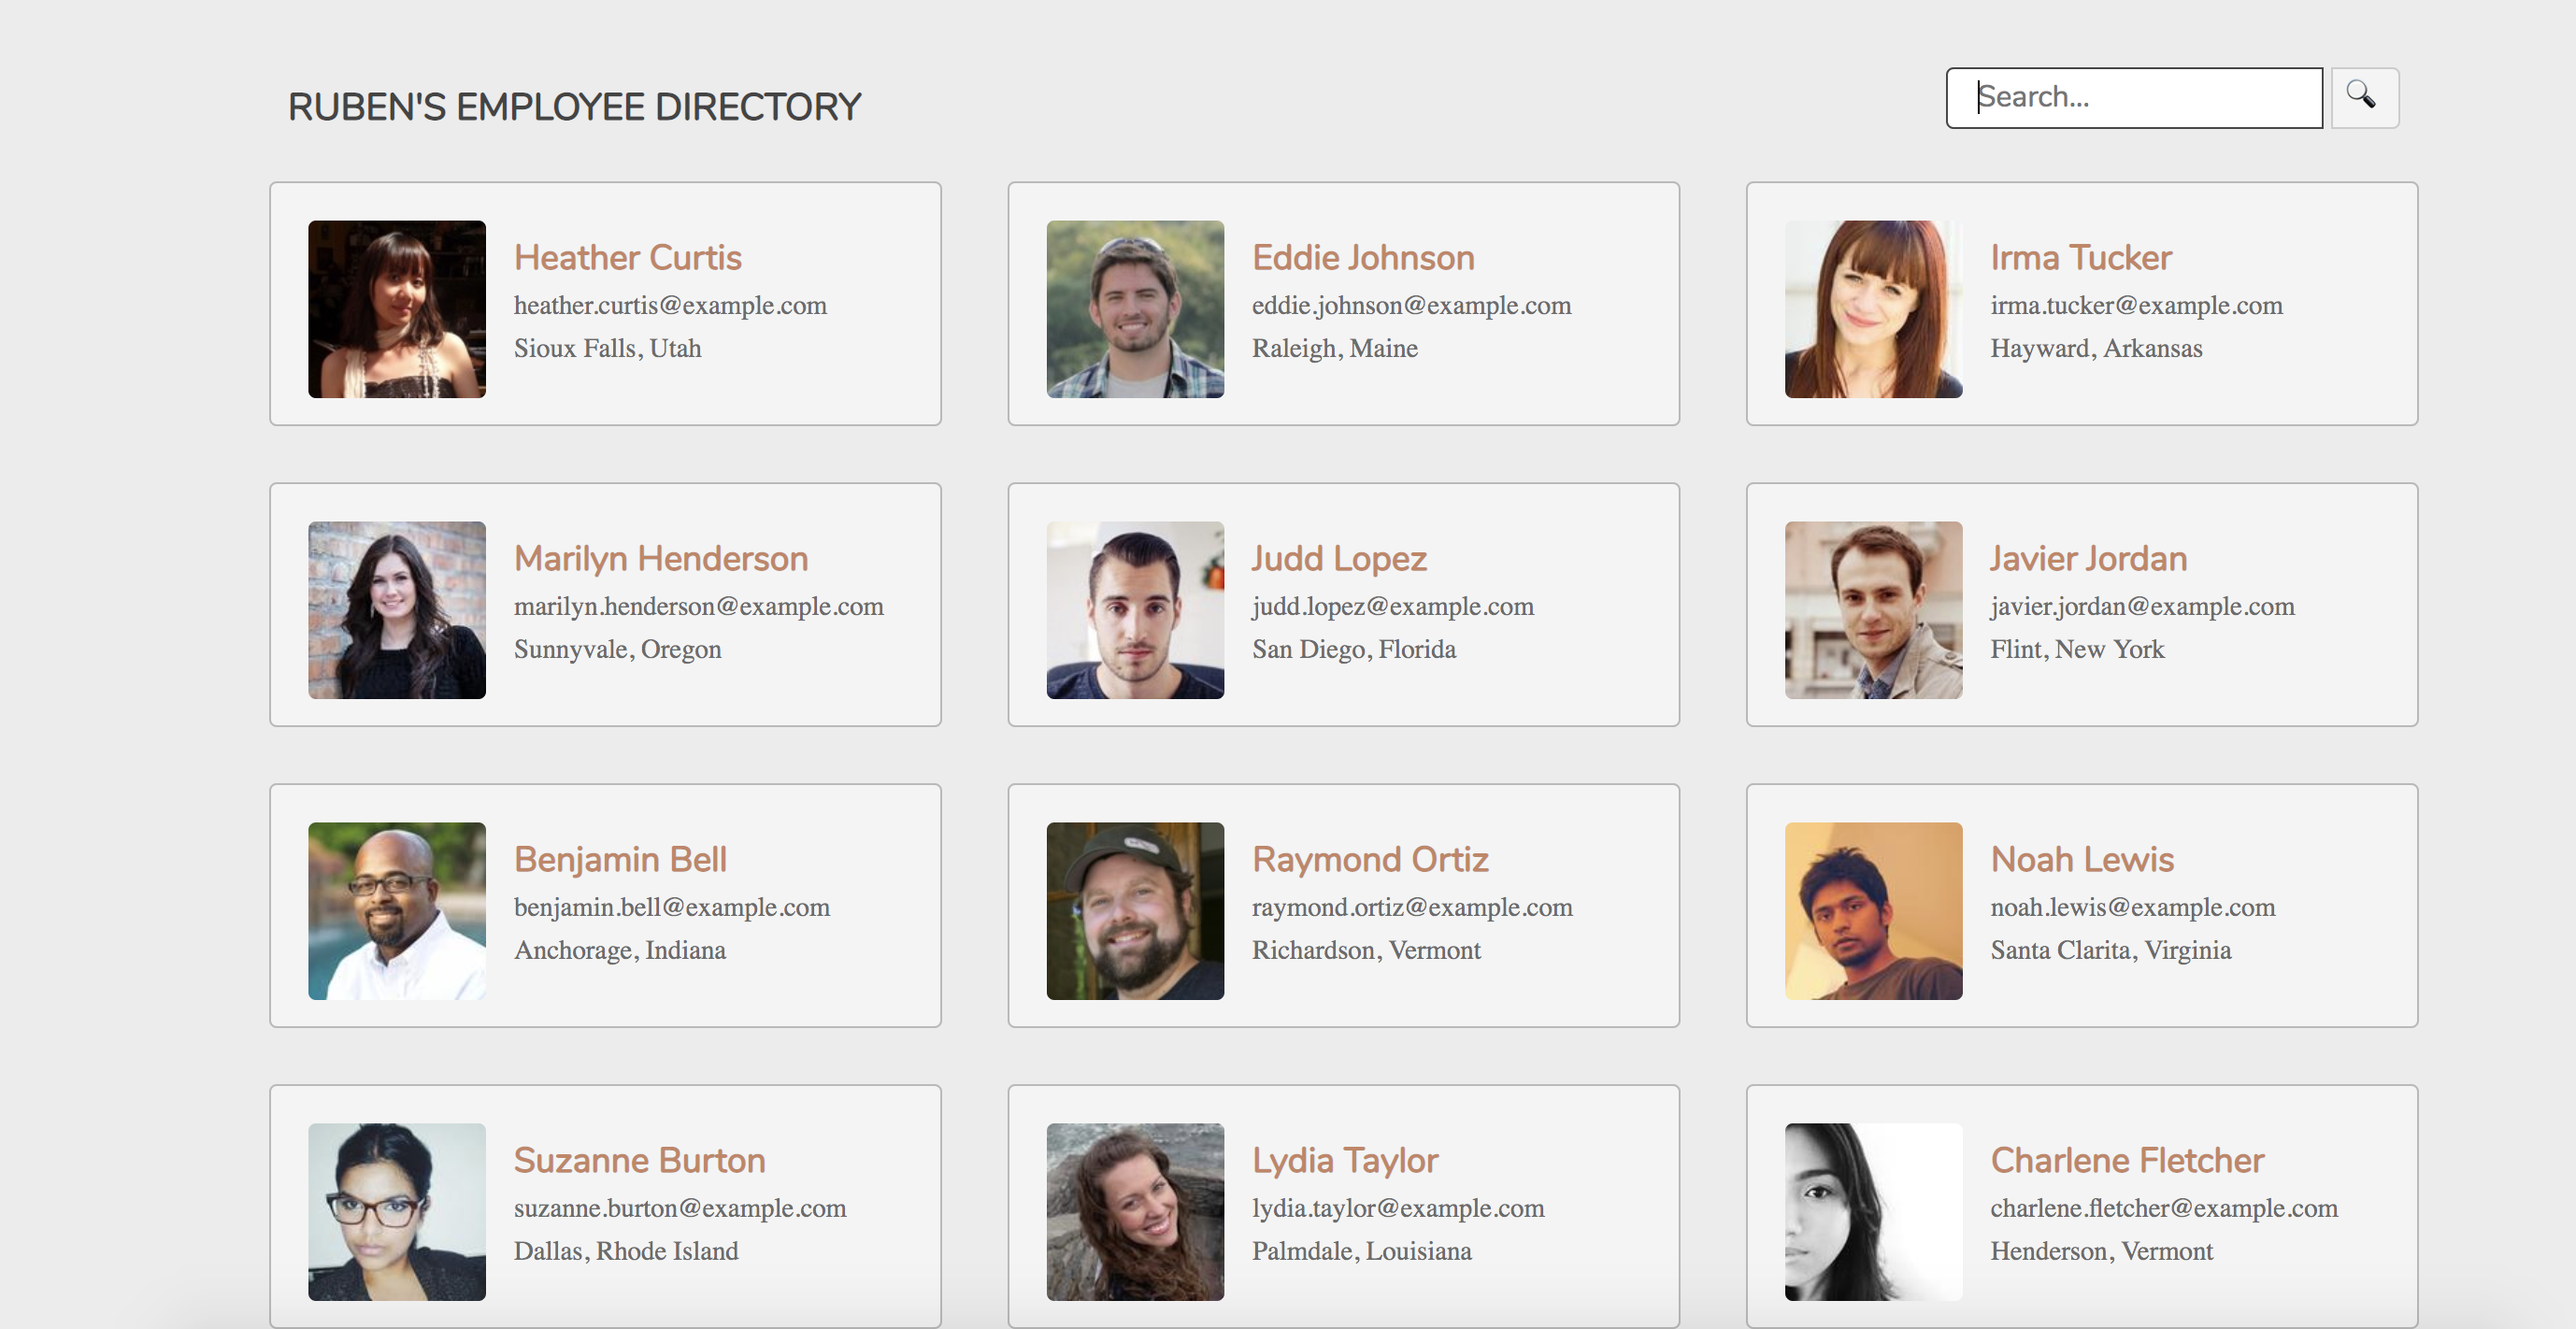 RUBEN'S EMPLOYEE DIRECTORY
Search...
Heather Curtis
heather.curtis@example.com
Sioux Falls, Utah
Eddie Johnson
eddie.johnson@example.com
Raleigh, Maine
Irma Tucker
irma.tucker@example.com
Hayward, Arkansas
Marilyn Henderson
marilyn.henderson@example.com
Sunnyvale, Oregon
Judd Lopez
judd.lopez@example.com
San Diego, Florida
Javier Jordan
javier.jordan@example.com
Flint, New York
Benjamin Bell
benjamin.bell@example.com
Anchorage, Indiana
Raymond Ortiz
raymond.ortiz@example.com
Richardson, Vermont
Noah Lewis
noah.lewis@example.com
Santa Clarita, Virginia
Suzanne Burton
suzanne.burton@example.com
Dallas, Rhode Island
Lydia Taylor
lydia.taylor@example.com
Palmdale, Louisiana
Charlene Fletcher
charlene.fletcher@example.com
Henderson, Vermont